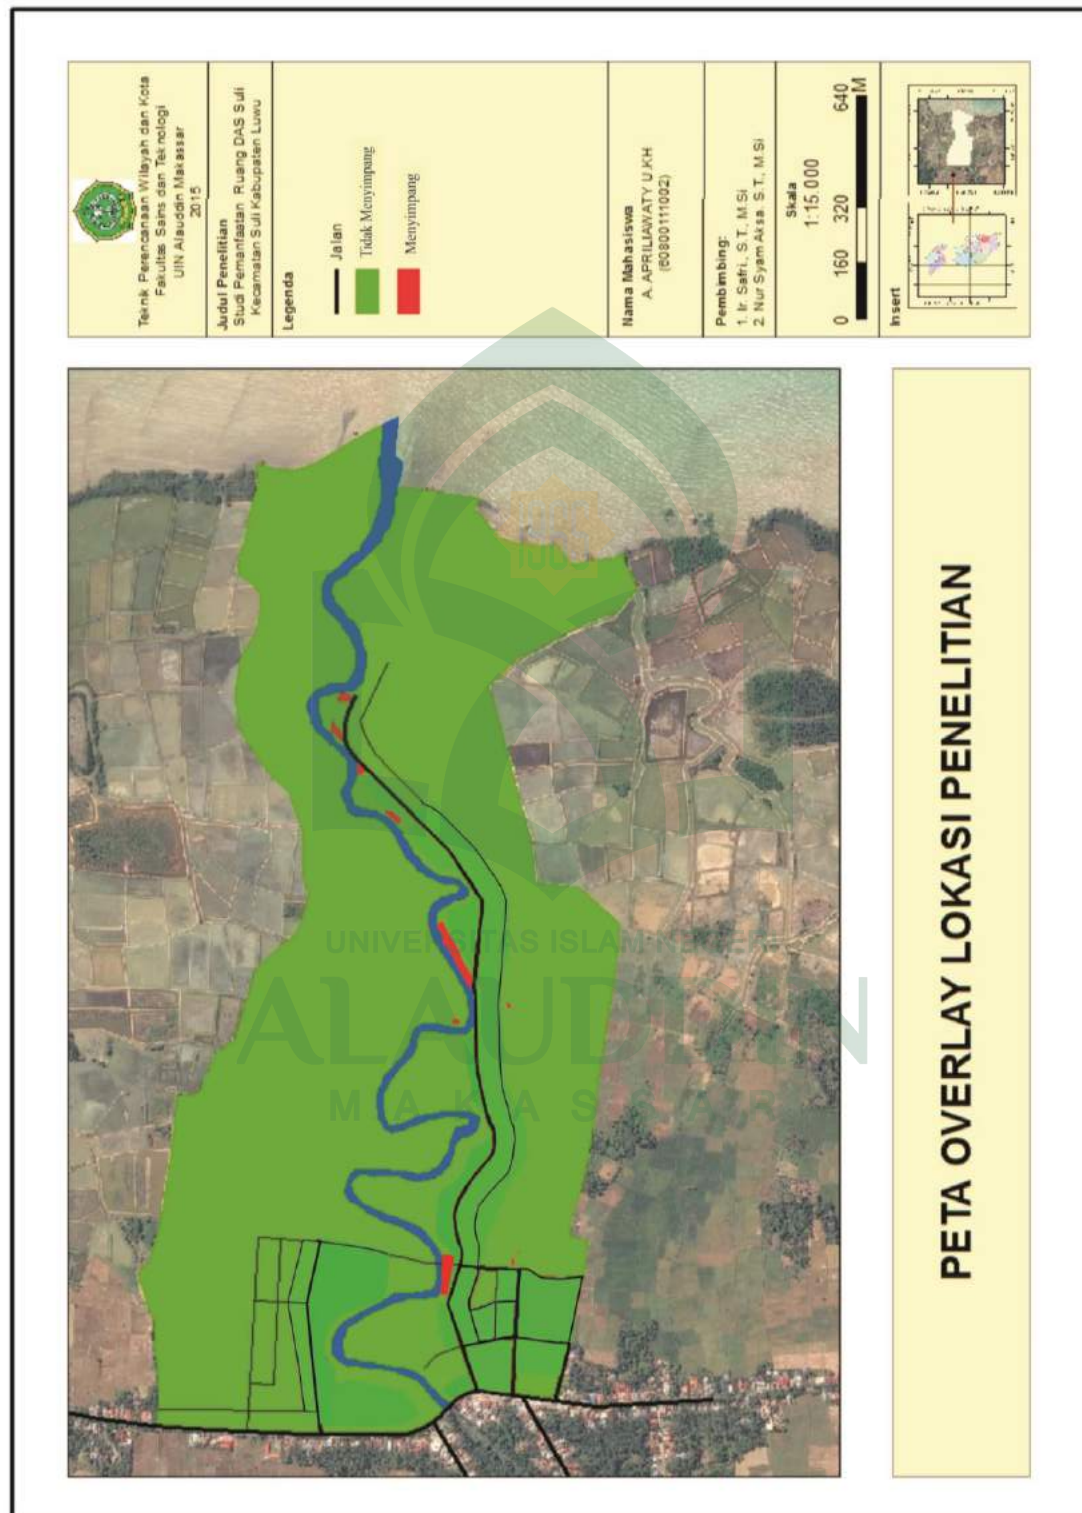 Teknik Perencanaan Wilayah dan Kota
Fakultas Sains dan Teknologi
UIN Alauddin Makassar
2015
Judul Penelitian
Studi Pemanfaatan Ruang DAS Suli
Kecamatan Suli Kabupaten Luwu
Legenda
Jalan
Tidak Menyimpang
Menyimpang
Nama Mahasiswa
A. APRILIAWATY U.KH
(60800111002)
Pembimbing:
1. Ir. Safri., S.T., M.Si
2. Nur Syam Aksa. S.T., M.Si
Skala
1:15.000
0 160 320 640
M
Insert
PETA OVERLAY LOKASI PENELITIAN
UNIVERSITAS ISLAM NEGERI
ALAUDDIN
MAKASSAR